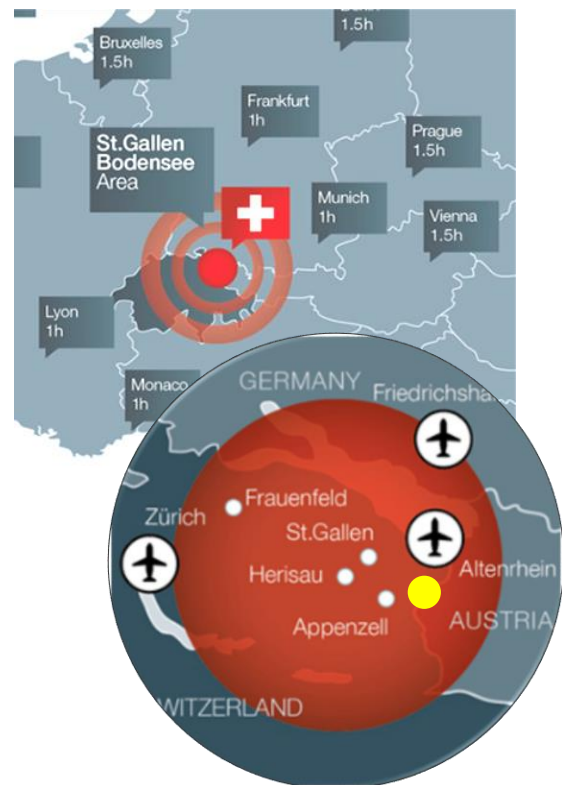 Bruxelles
1.5h
Frankfurt
1h
St.Gallen
Bodensee
Area
Prague
1.5h
Munich
1h
Vienna
1.5h
Lyon
1h
Monaco
1h
GERMANY
Zürich
Frauenfeld
St.Gallen
Herisau
Altenrhein
Appenzell
AUSTRIA